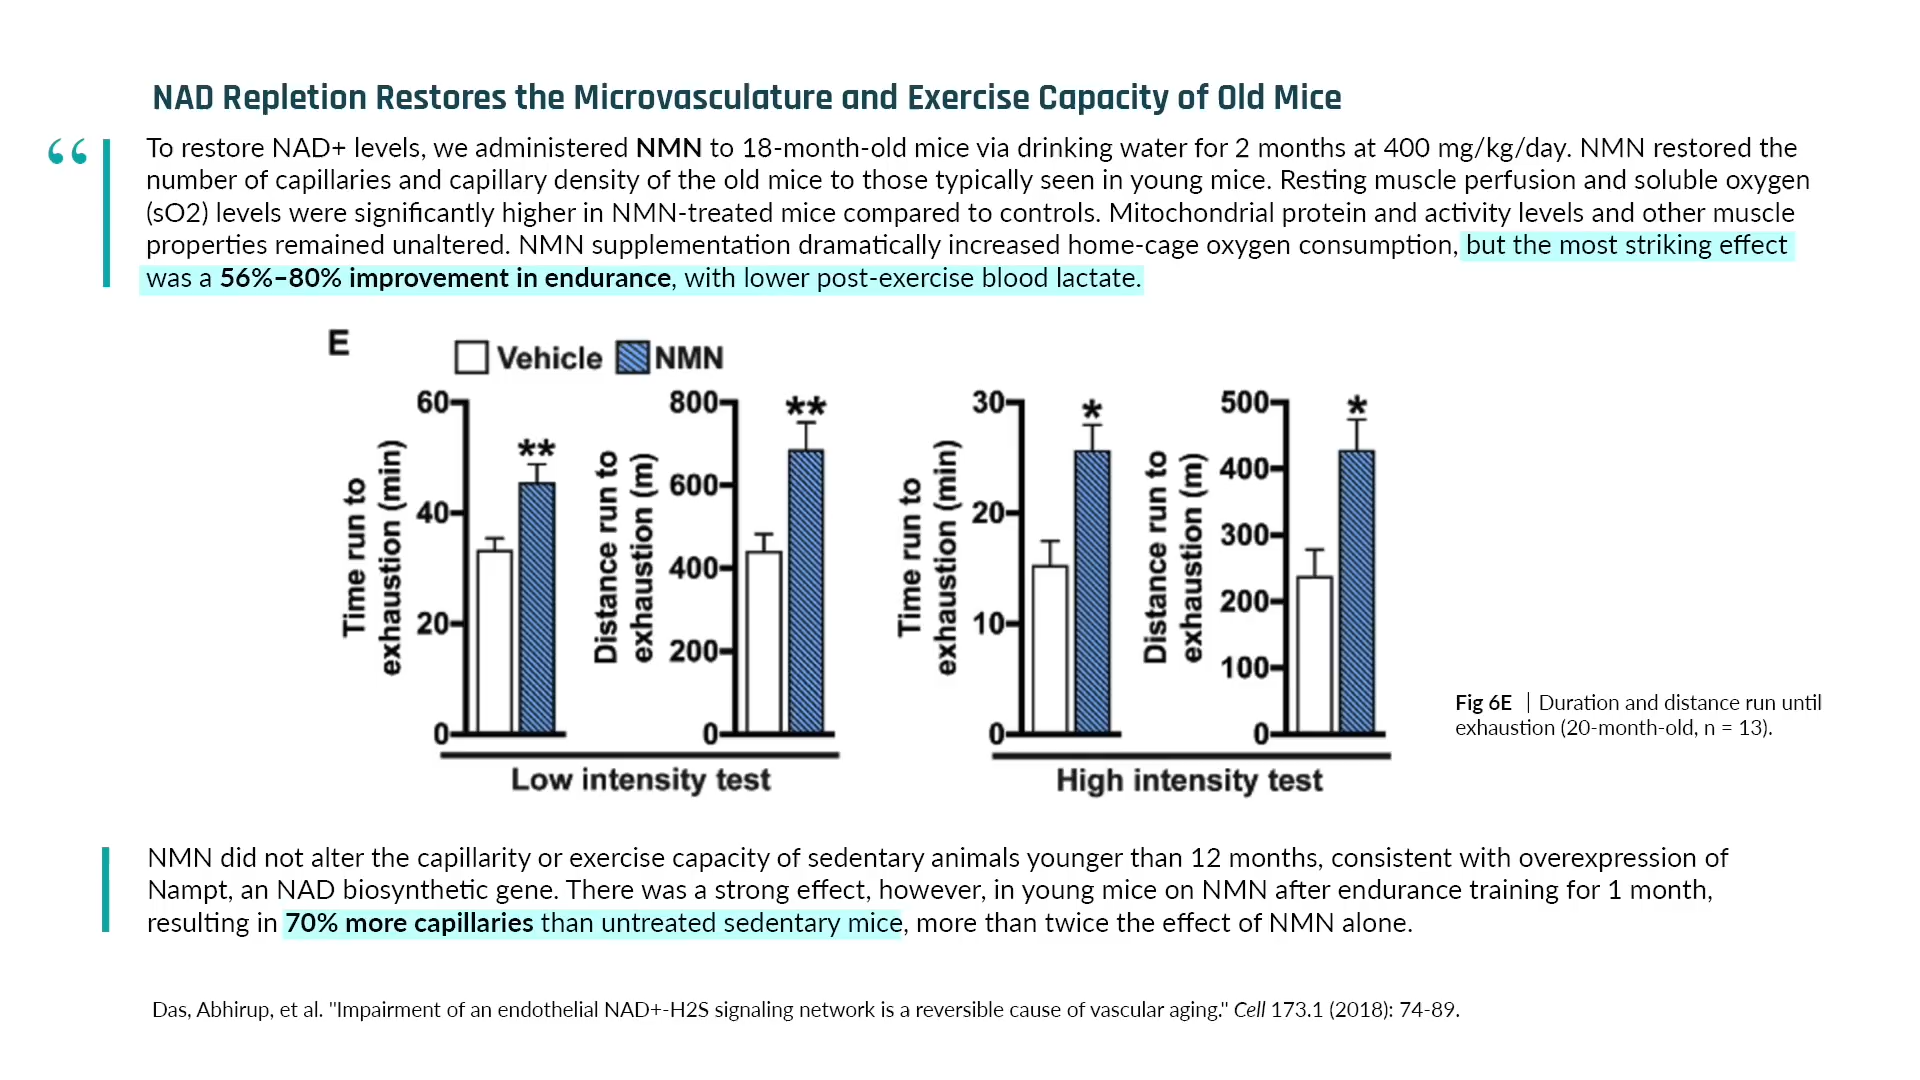 NAD Repletion Restores the Microvasculature and Exercise Capacity of Old Mice
“
To restore NAD+ levels, we administered NMN to 18-month-old mice via drinking water for 2 months at 400 mg/kg/day. NMN restored the
number of capillaries and capillary density of the old mice to those typically seen in young mice. Resting muscle perfusion and soluble oxygen
(sO2) levels were significantly higher in NMN-treated mice compared to controls. Mitochondrial protein and activity levels and other muscle
properties remained unaltered. NMN supplementation dramatically increased home-cage oxygen consumption, but the most striking effect
was a 56%–80% improvement in endurance, with lower post-exercise blood lactate.
E
Vehicle NMN
Time run to
exhaustion (min)
60
40
20
0
**
Distance run to
exhaustion (m)
800
600
400
200
0
**
Low intensity test
Time run to
exhaustion (min)
30
20
10
0
*
Distance run to
exhaustion (m)
500
400
300
200
100
0
*
High intensity test
Fig 6E | Duration and distance run until
exhaustion (20-month-old, n = 13).
NMN did not alter the capillarity or exercise capacity of sedentary animals younger than 12 months, consistent with overexpression of
Nampt, an NAD biosynthetic gene. There was a strong effect, however, in young mice on NMN after endurance training for 1 month,
resulting in 70% more capillaries than untreated sedentary mice, more than twice the effect of NMN alone.
Das, Abhirup, et al. "Impairment of an endothelial NAD+-H2S signaling network is a reversible cause of vascular aging." Cell 173.1 (2018): 74-89.